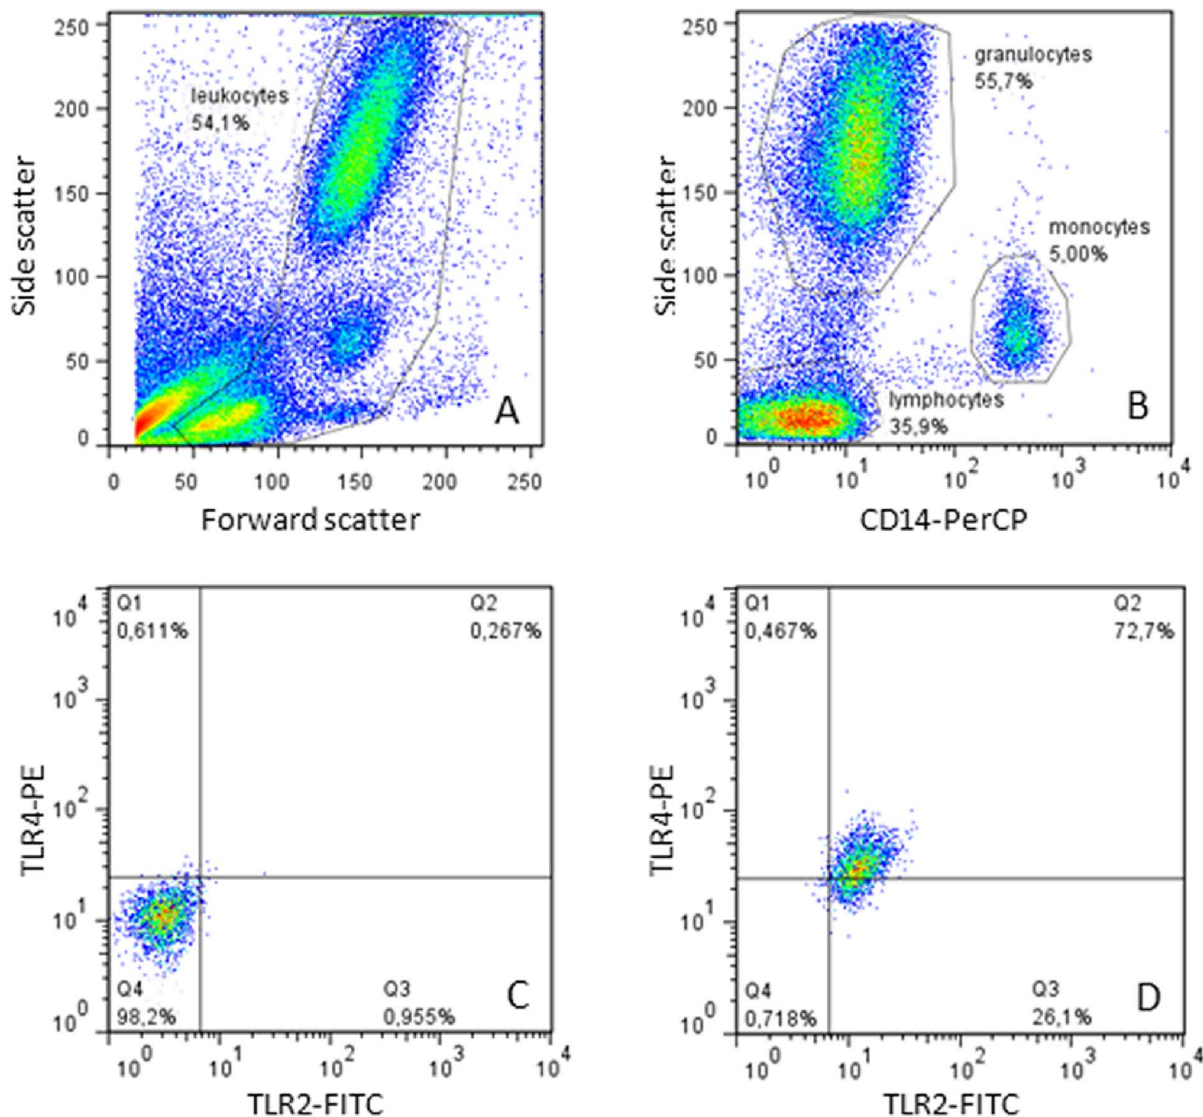 250
200
150
100
50
0
Side scatter
leukocytes
54,1%
A
0 50 100 150 200 250
Forward scatter
250
200
150
100
50
0
Side scatter
granulocytes
55,7%
monocytes
5,00%
lymphocytes
35,9%
B
10^0 10^1 10^2 10^3 10^4
CD14-PerCP
10^4
10^3
10^2
10^1
10^0
TLR4-PE
Q1
0,611%
Q2
0,267%
Q4
98,2%
Q3
0,955%
C
10^0 10^1 10^2 10^3 10^4
TLR2-FITC
10^4
10^3
10^2
10^1
10^0
TLR4-PE
Q1
0,467%
Q2
72,7%
Q4
0,718%
Q3
26,1%
D
10^0 10^1 10^2 10^3 10^4
TLR2-FITC